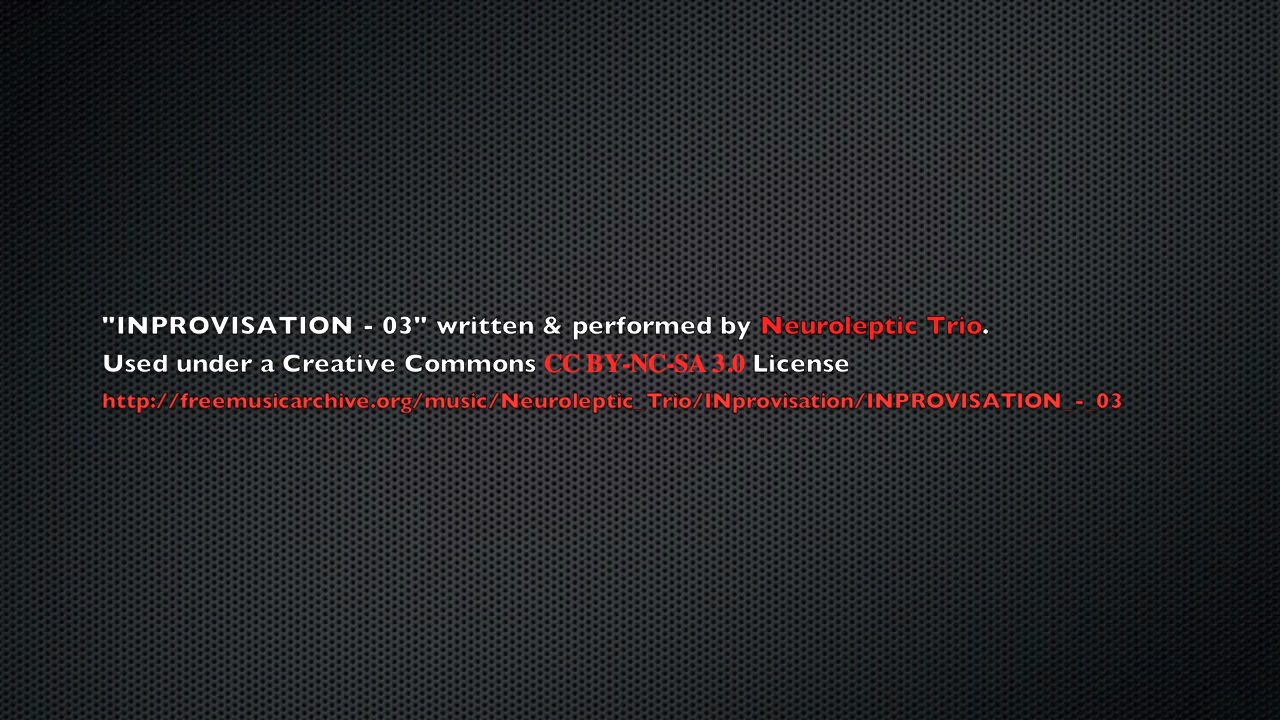 "INPROVISATION - 03" written & performed by Neuroleptic Trio.
Used under a Creative Commons CC BY-NC-SA 3.0 License
http://freemusicarchive.org/music/Neuroleptic_Trio/INprovisation/INPROVISATION_-_03